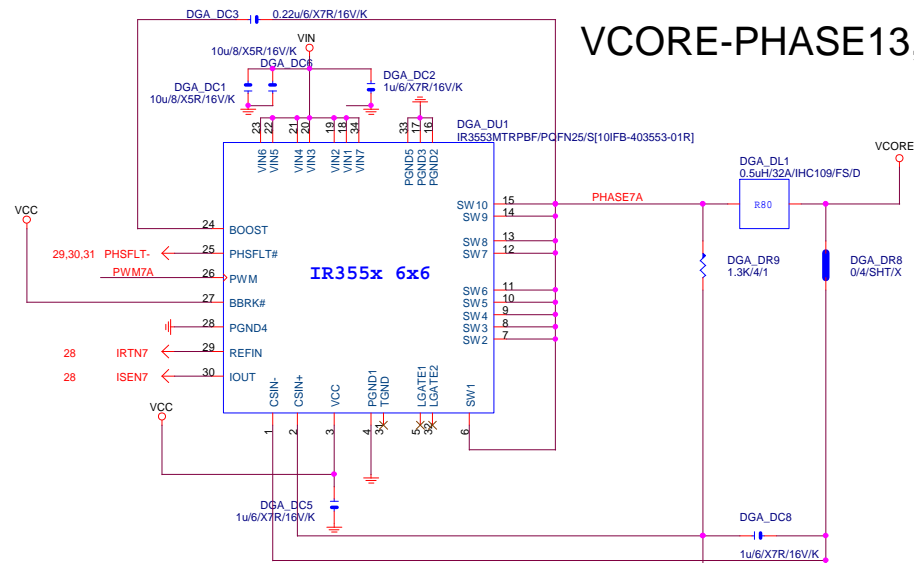 DGA_DC3 0.22u/6/X7R/16V/K
VCORE-PHASE13
VIN
10u/8/X5R/16V/K
DGA_DC6
DGA_DC1
10u/8/X5R/16V/K
DGA_DC2
1u/6/X7R/16V/K
DGA_DU1
IR3553MTRPBF/PQFN25/S[10IFB-403553-01R]
23 22 21 20 19 18 34 33 17 16
VIN6 VIN5 VIN4 VIN3 VIN2 VIN1 VIN7 PGND5 PGND3 PGND2
VCORE
DGA_DL1
0.5uH/32A/IHC109/FS/D
R80
PHASE7A
VCC
24 BOOST
29,30,31 PHSFLT- 25 PHSFLT#
PWM7A 26 PWM
27 BBRK#
28 PGND4
28 IRTN7 29 REFIN
28 ISEN7 30 IOUT
IR355x 6x6
SW10 15
SW9 14
SW8 13
SW7 12
SW6 11
SW5 10
SW4 9
SW3 8
SW2 7
DGA_DR9
1.3K/4/1
DGA_DR8
0/4/SHT/X
CSIN- CSIN+ VCC PGND1 TGND LGATE1 LGATE2 SW1
1 2 3 4 31 5 32 6
VCC
DGA_DC5
1u/6/X7R/16V/K
DGA_DC8
1u/6/X7R/16V/K